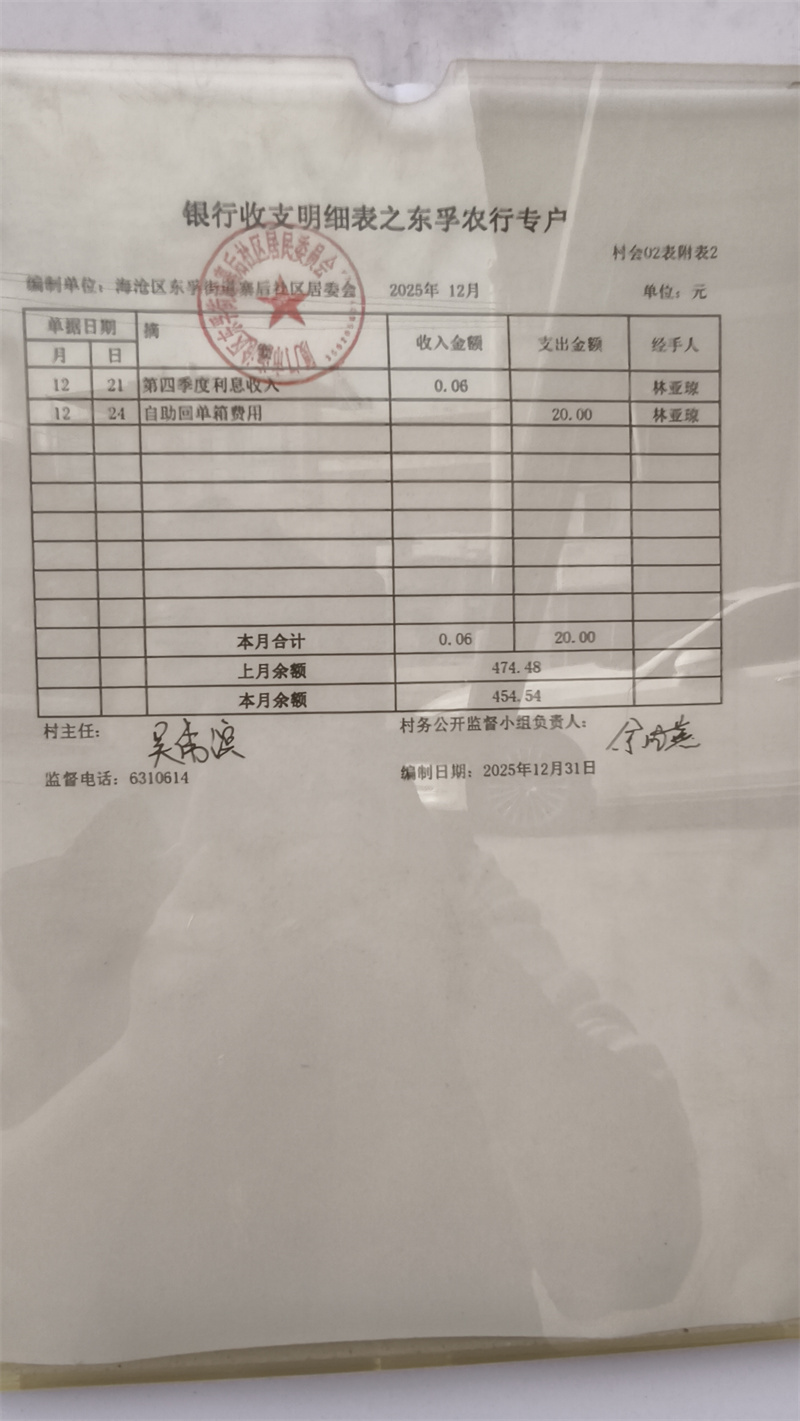 银行收支明细表之东孚农行专户
村会02表附表2
编制单位：海沧区东孚街道寨后社区居委会 2025年 12月 单位：元
单据日期 摘 收入金额 支出金额 经手人
月 日 要
12 21 第四季度利息收入 0.06 林亚琼
12 24 自助回单箱费用 20.00 林亚琼
本月合计 0.06 20.00
上月余额 474.48
本月余额 454.54
村主任： 村务公开监督小组负责人：
监督电话：6310614 编制日期：2025年12月31日